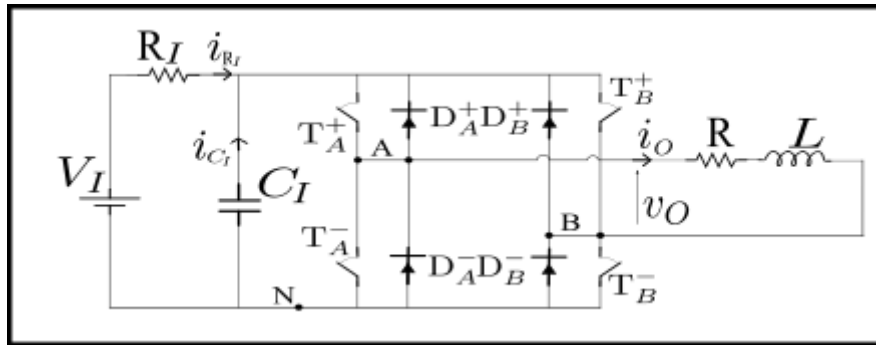 R_I i_{R_I}
T_A^+ D_A^+ D_B^+ T_B^+
A i_O R L
i_{C_I}
V_I C_I v_O
B
T_A^- D_A^- D_B^- T_B^-
N